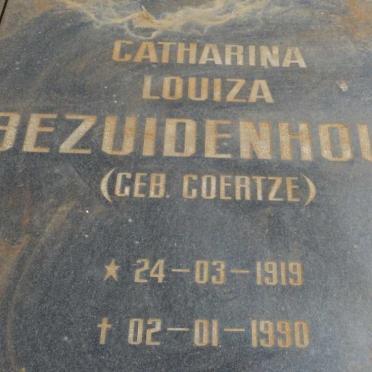 CATHARINA
LOUIZA
BEZUIDENHOU
(GEB. COERTZE)
★ 24-03-1919
† 02-01-1990